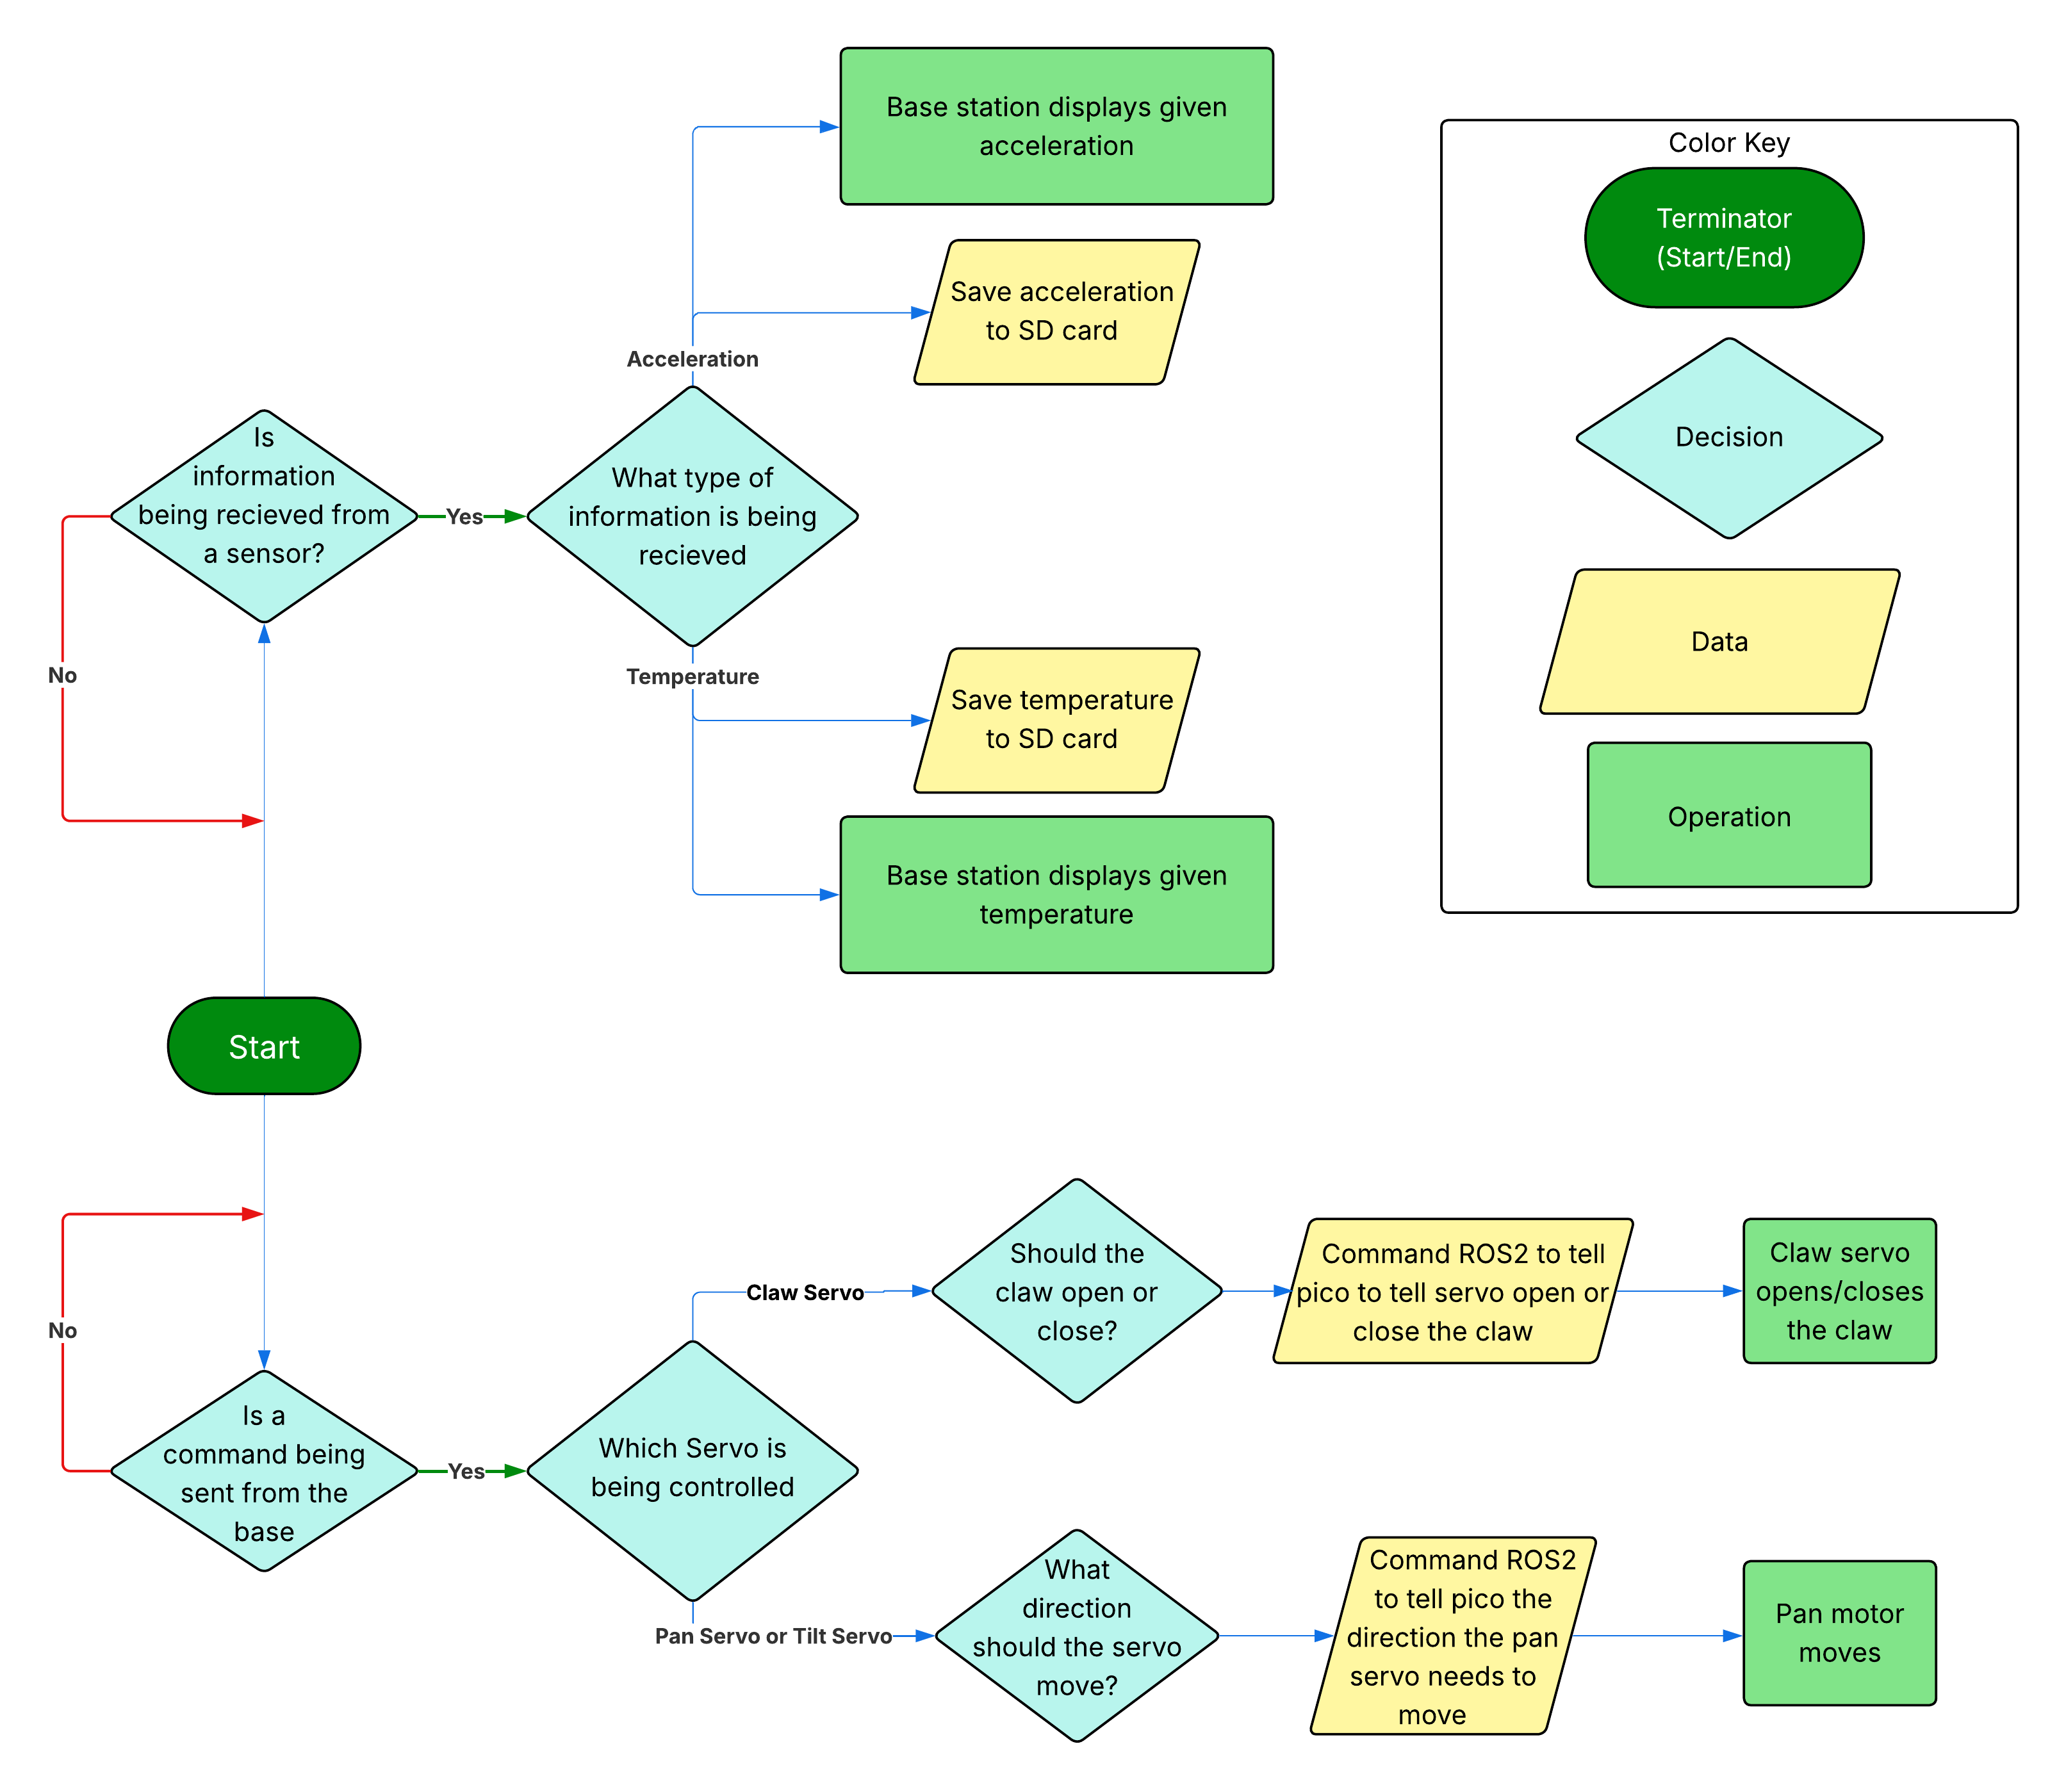 Base station displays given
acceleration
Save acceleration
to SD card
Acceleration
Is
information
being recieved from
a sensor?
Yes
What type of
information is being
recieved
No
Temperature
Save temperature
to SD card
Base station displays given
temperature
Color Key
Terminator
(Start/End)
Decision
Data
Operation
Start
No
Is a
command being
sent from the
base
Yes
Which Servo is
being controlled
Claw Servo
Should the
claw open or
close?
Command ROS2 to tell
pico to tell servo open or
close the claw
Claw servo
opens/closes
the claw
Pan Servo or Tilt Servo
What
direction
should the servo
move?
Command ROS2
to tell pico the
direction the pan
servo needs to
move
Pan motor
moves